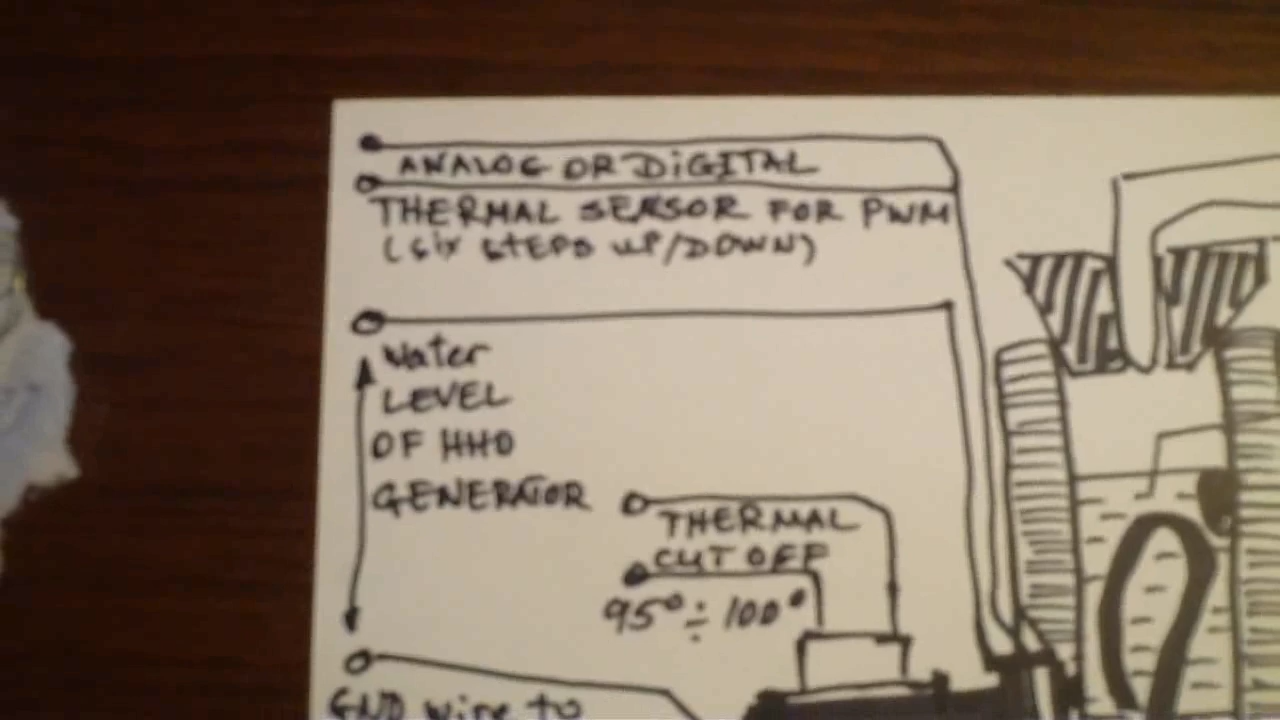 ANALOG OR DiGITAL
THERMAL SENSOR FOR PWM
(Six STEPS UP/DOWN)
Water
LEVEL
OF HHO
GENERATOR
THERMAL
CUT OFF
95° ÷ 100°
GND wire to